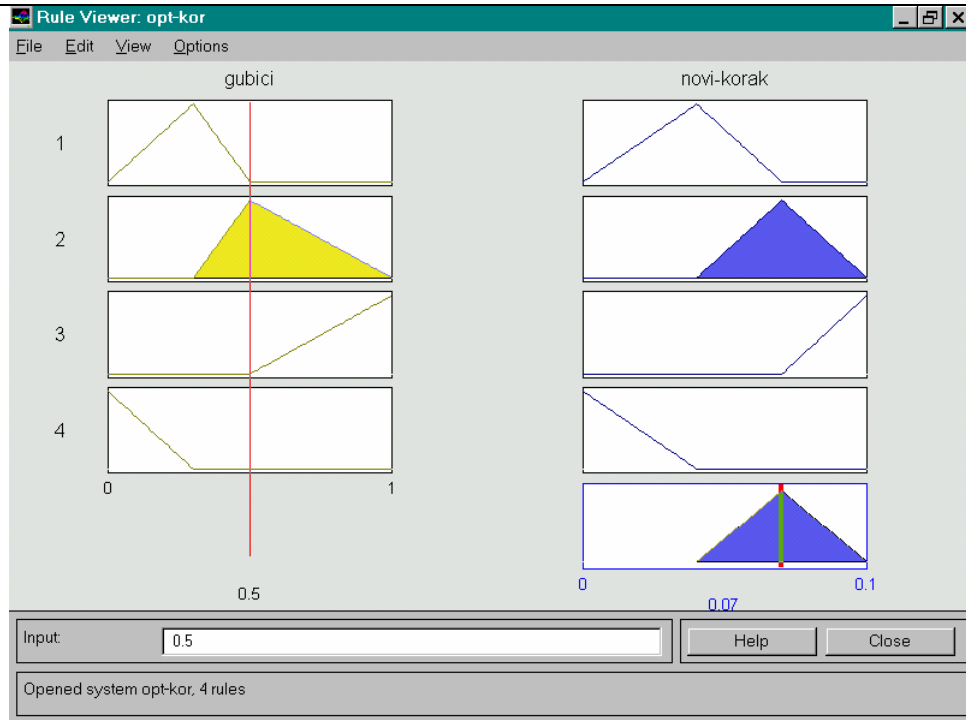 Rule Viewer: opt-kor
File Edit View Options
gubici novi-korak
1
2
3
4
0 1
0 0.1
0.5 0.07
Input: 0.5 Help Close
Opened system opt-kor, 4 rules